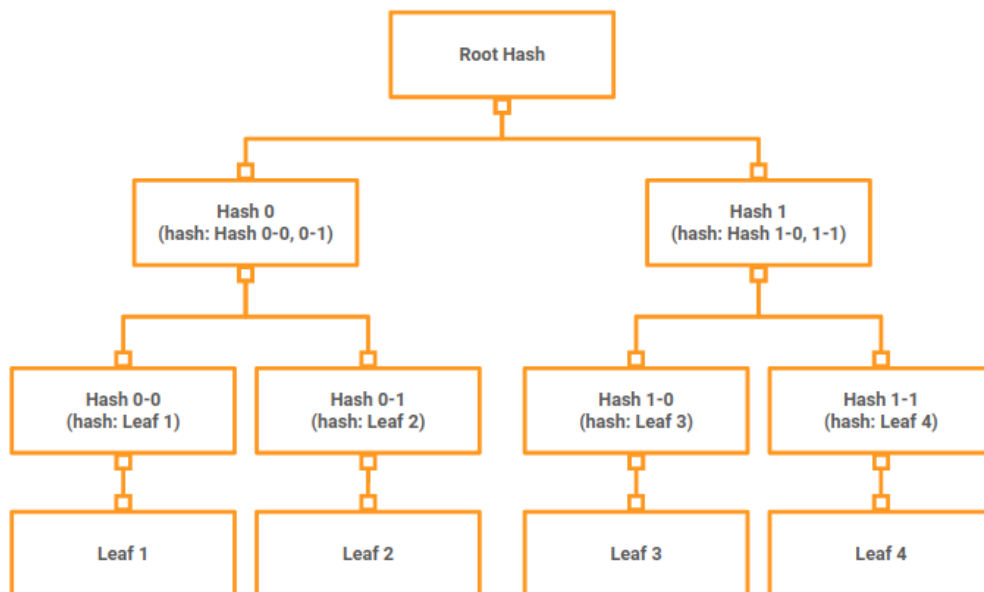 Root Hash
Hash 0
(hash: Hash 0-0, 0-1)
Hash 1
(hash: Hash 1-0, 1-1)
Hash 0-0
(hash: Leaf 1)
Hash 0-1
(hash: Leaf 2)
Hash 1-0
(hash: Leaf 3)
Hash 1-1
(hash: Leaf 4)
Leaf 1
Leaf 2
Leaf 3
Leaf 4